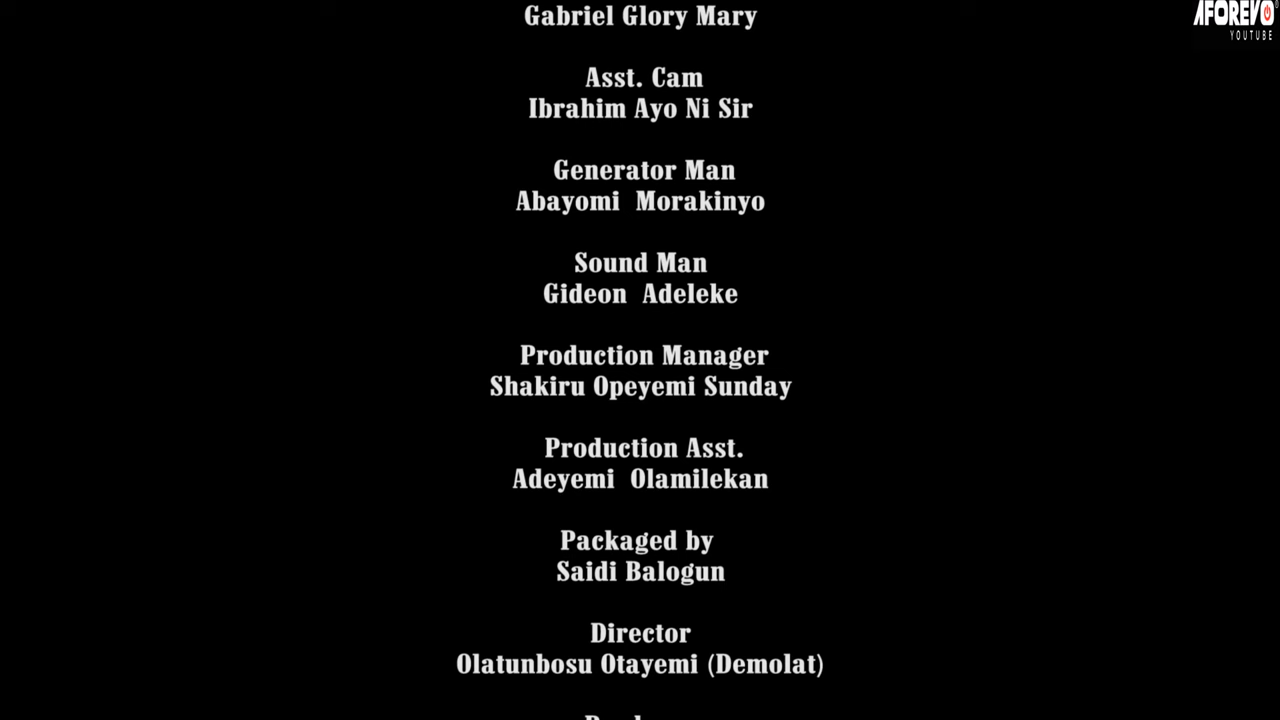 Gabriel Glory Mary
AFOREVO
YOUTUBE
Asst. Cam
Ibrahim Ayo Ni Sir
Generator Man
Abayomi Morakinyo
Sound Man
Gideon Adeleke
Production Manager
Shakiru Opeyemi Sunday
Production Asst.
Adeyemi Olamilekan
Packaged by
Saidi Balogun
Director
Olatunbosu Otayemi (Demolat)